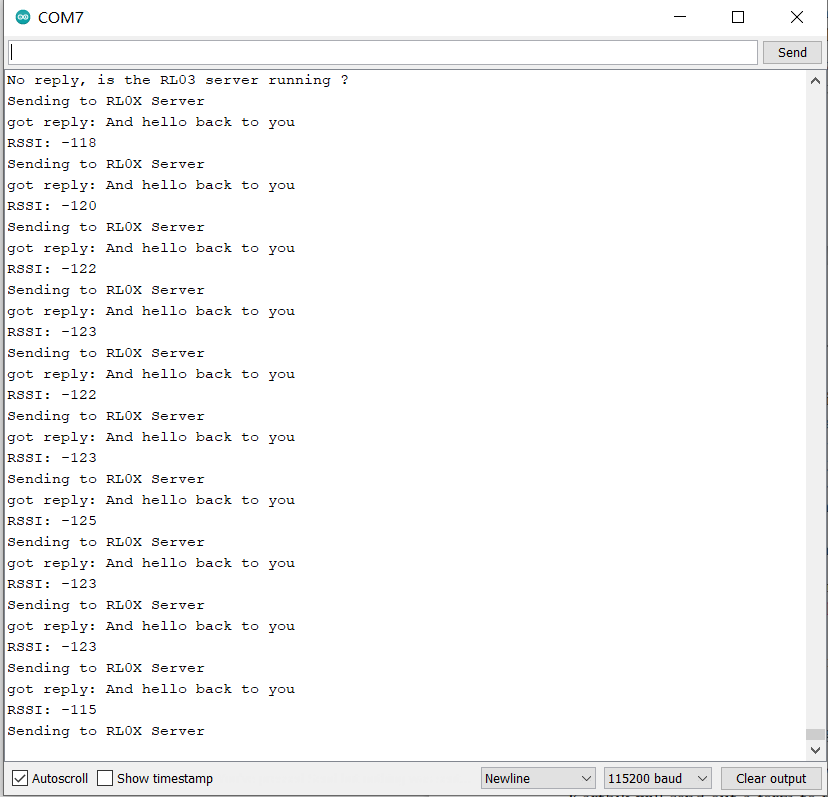 COM7
Send
No reply, is the RL03 server running ?
Sending to RL0X Server
got reply: And hello back to you
RSSI: -118
Sending to RL0X Server
got reply: And hello back to you
RSSI: -120
Sending to RL0X Server
got reply: And hello back to you
RSSI: -122
Sending to RL0X Server
got reply: And hello back to you
RSSI: -123
Sending to RL0X Server
got reply: And hello back to you
RSSI: -122
Sending to RL0X Server
got reply: And hello back to you
RSSI: -123
Sending to RL0X Server
got reply: And hello back to you
RSSI: -125
Sending to RL0X Server
got reply: And hello back to you
RSSI: -123
Sending to RL0X Server
got reply: And hello back to you
RSSI: -123
Sending to RL0X Server
got reply: And hello back to you
RSSI: -115
Sending to RL0X Server
Autoscroll Show timestamp Newline 115200 baud Clear output